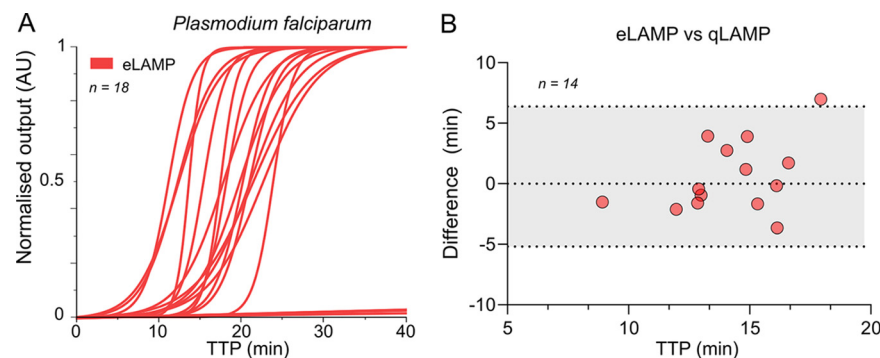 A
Plasmodium falciparum
Normalised output (AU)
1
0.5
0
eLAMP
n = 18
0
10
20
30
40
TTP (min)
B
eLAMP vs qLAMP
Difference (min)
10
5
0
-5
-10
n = 14
5
10
15
20
TTP (min)